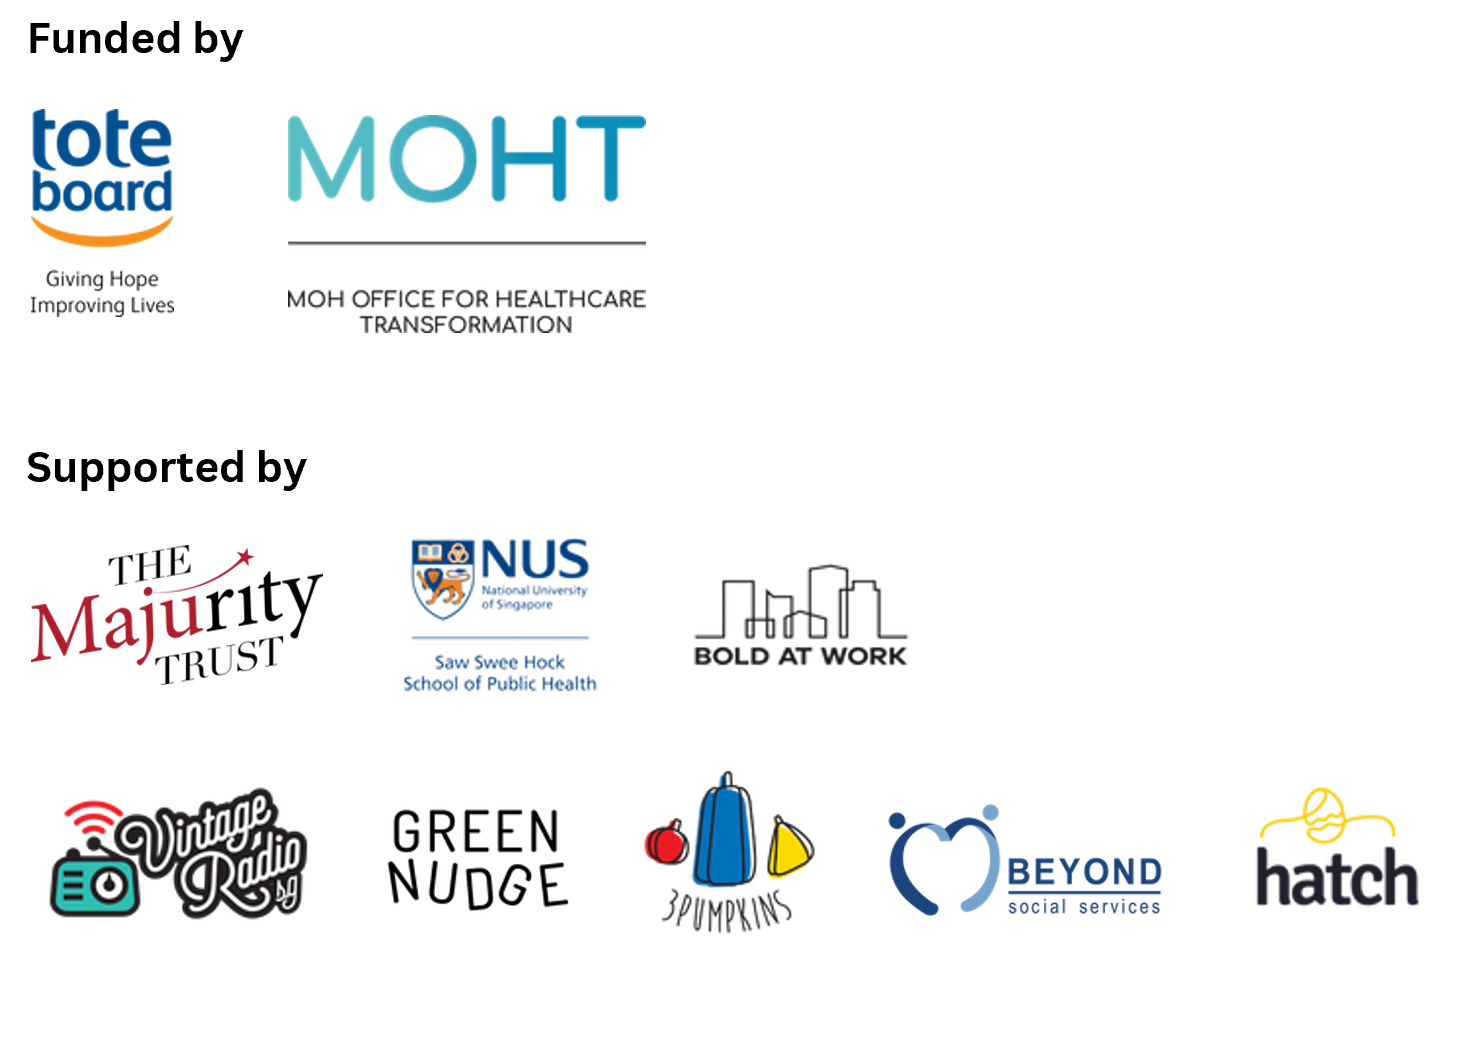 Funded by
tote
board
Giving Hope
Improving Lives
MOHT
MOH OFFICE FOR HEALTHCARE
TRANSFORMATION
Supported by
THE
Majurity
TRUST
NUS
National University
of Singapore
Saw Swee Hock
School of Public Health
BOLD AT WORK
Vintage
Radio
sg
GREEN
NUDGE
3PUMPKINS
BEYOND
social services
hatch